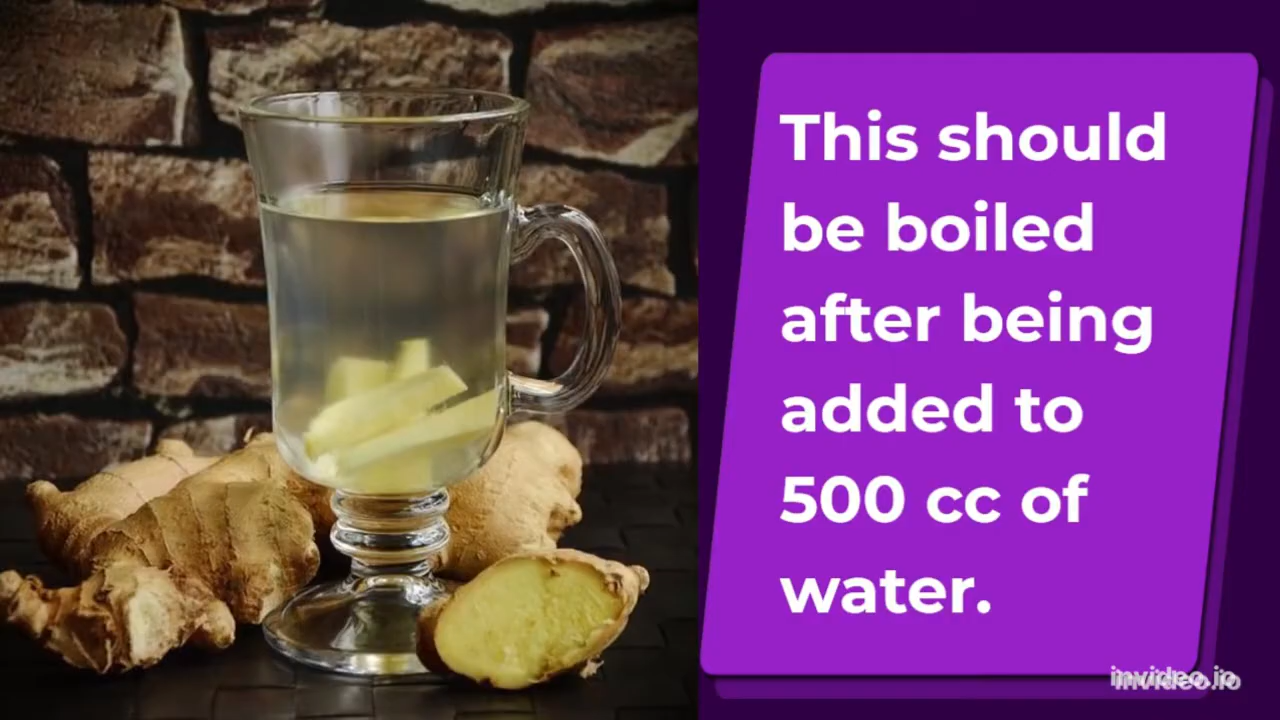 This should
be boiled
after being
added to
500 cc of
water.
invideo.io